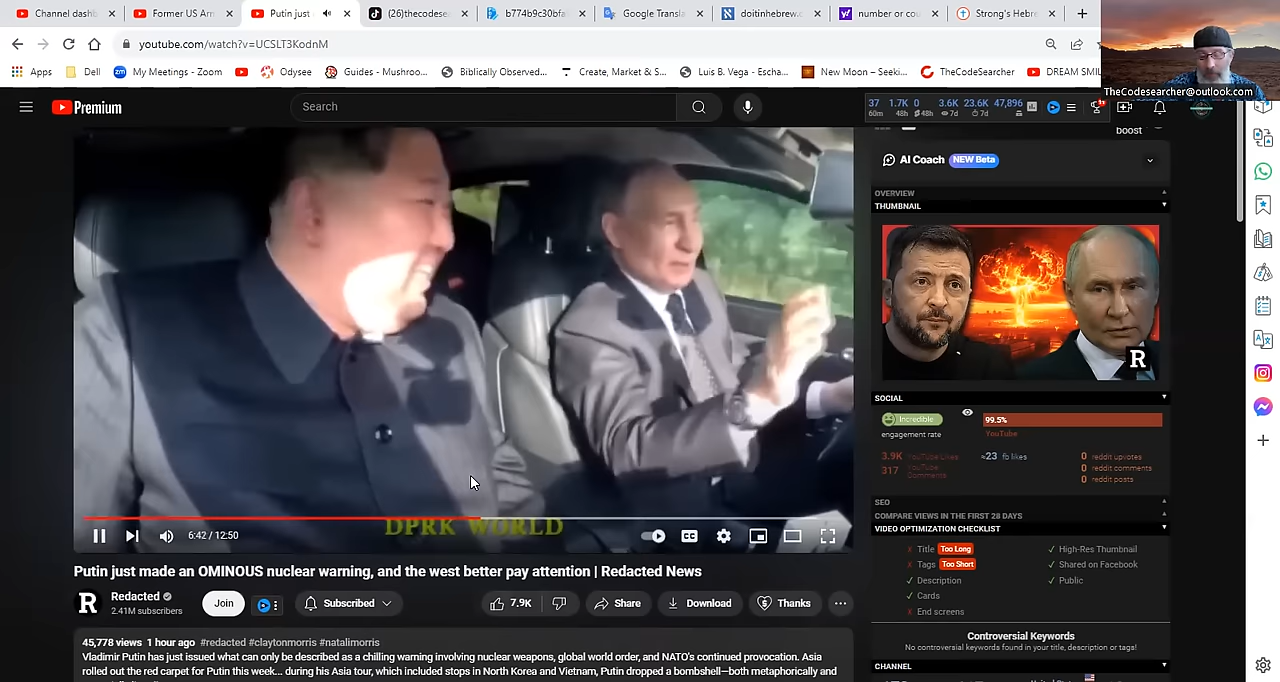 Channel dashb
Former US Arm
Putin just
(26)thecodesea
b774b9c30bfa
Google Transla
doitinhebrew.c
number or cou
Strong's Hebre
youtube.com/watch?v=UCSLT3KodnM
Apps
Dell
My Meetings - Zoom
Odysee
Guides - Mushroo...
Biblically Observed...
Create, Market & S...
Luis B. Vega - Escha...
New Moon – Seeki...
TheCodeSearcher
DREAM SMIL
TheCodesearcher@outlook.com
Premium
Search
37 1.7K 0 3.6K 23.6K 47,896
60m 48h 48h 7d 7d
boost
AI Coach NEW Beta
OVERVIEW
THUMBNAIL
R
SOCIAL
Incredible
engagement rate
99.5%
YouTube
3.9K YouTube Likes
317 YouTube Comments
≈23 fb likes
0 reddit upvotes
0 reddit comments
0 reddit posts
SEO
COMPARE VIEWS IN THE FIRST 28 DAYS
VIDEO OPTIMIZATION CHECKLIST
Title Too Long
Tags Too Short
Description
Cards
End screens
High-Res Thumbnail
Shared on Facebook
Public
Controversial Keywords
No controversial keywords found in your title, description or tags!
CHANNEL
DPRK WORLD
6:42 / 12:50
CC
Putin just made an OMINOUS nuclear warning, and the west better pay attention | Redacted News
R
Redacted
2.41M subscribers
Join
Subscribed
7.9K
Share
Download
Thanks
45,778 views 1 hour ago #redacted #claytonmorris #natalimorris
Vladimir Putin has just issued what can only be described as a chilling warning involving nuclear weapons, global world order, and NATO's continued provocation. Asia
rolled out the red carpet for Putin this week... during his Asia tour, which included stops in North Korea and Vietnam, Putin dropped a bombshell—both metaphorically and